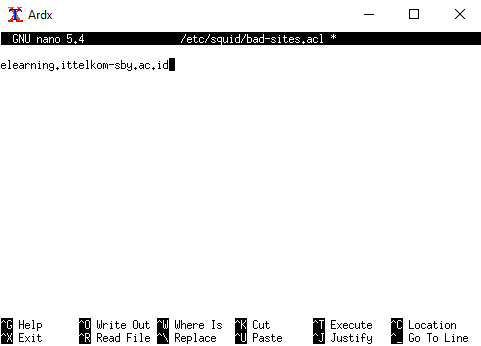 Ardx
GNU nano 5.4 /etc/squid/bad-sites.acl *
elearning.ittelkom-sby.ac.id
^G Help ^O Write Out ^W Where Is ^K Cut ^T Execute ^C Location
^X Exit ^R Read File ^\ Replace ^U Paste ^J Justify ^_ Go To Line